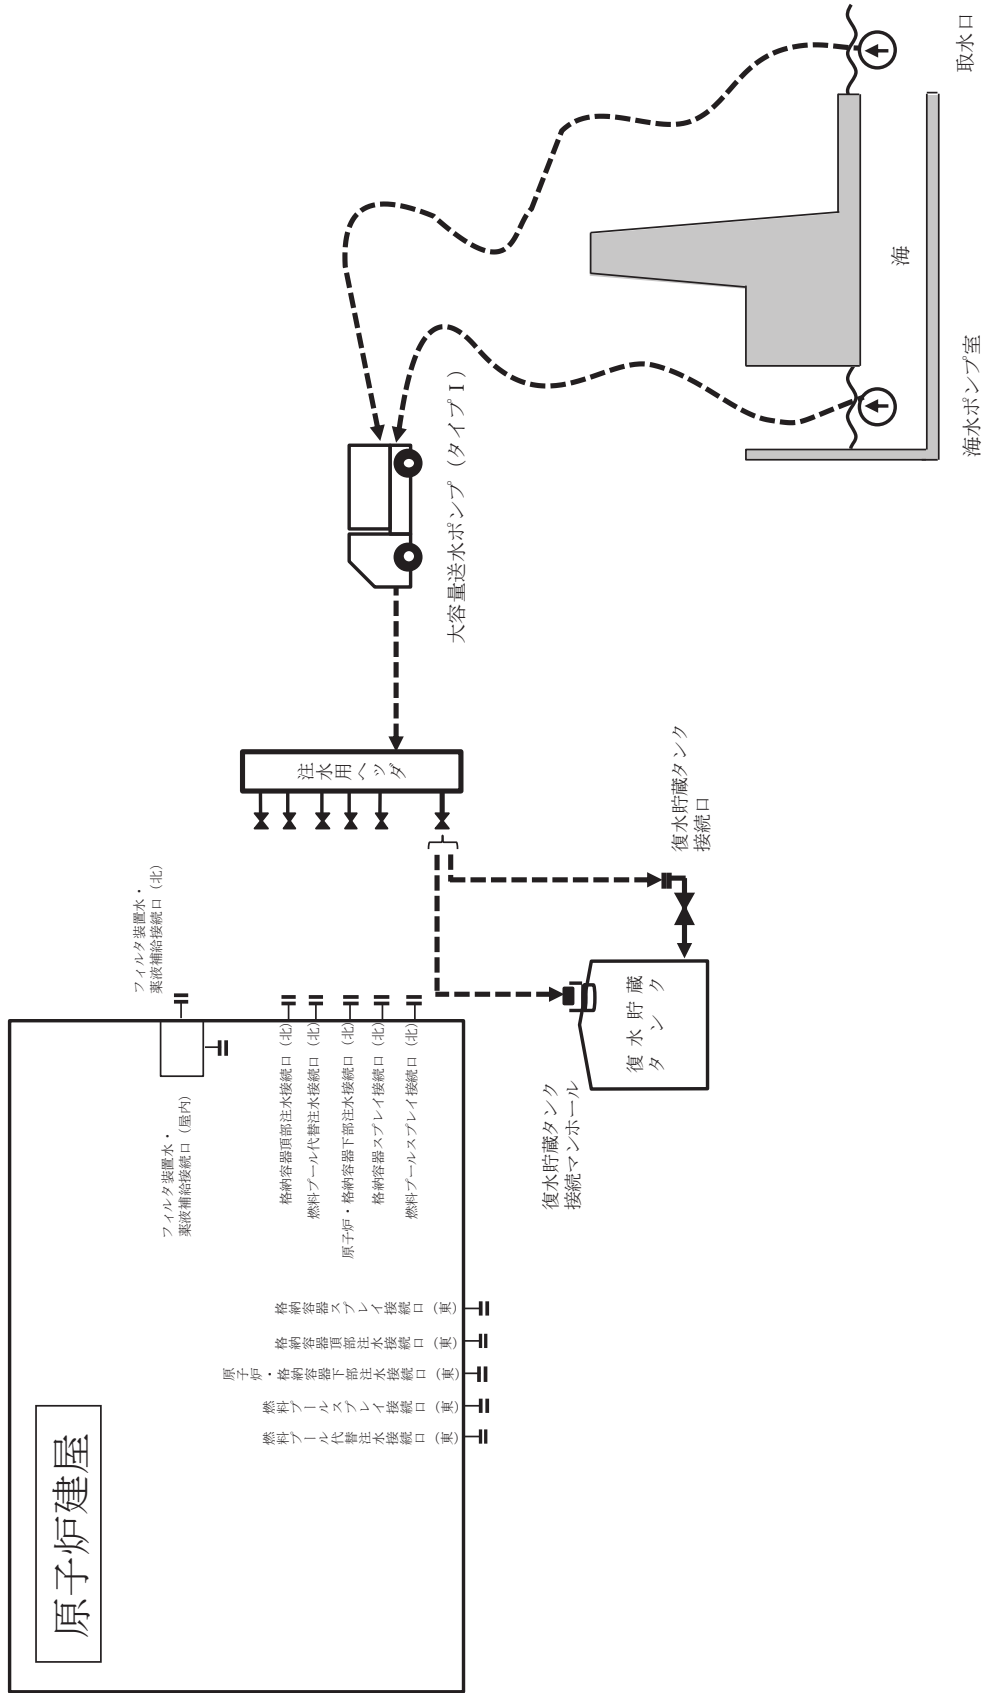 原子炉建屋
フィルタ装置水・
薬液補給接続口（屋内）
フィルタ装置水・
薬液補給接続口（北）
格納容器頂部注水接続口（北）
燃料プール代替注水接続口（北）
原子炉・格納容器下部注水接続口（北）
格納容器スプレイ接続口（北）
燃料プールスプレイ接続口（北）
燃料プール代替注水接続口（東）
燃料プールスプレイ接続口（東）
原子炉・格納容器下部注水接続口（東）
格納容器頂部注水接続口（東）
格納容器スプレイ接続口（東）
注水用ヘッダ
大容量送水ポンプ（タイプⅠ）
復水貯蔵タンク
接続マンホール
復水貯蔵
タンク
復水貯蔵タンク
接続口
海
海水ポンプ室
取水口